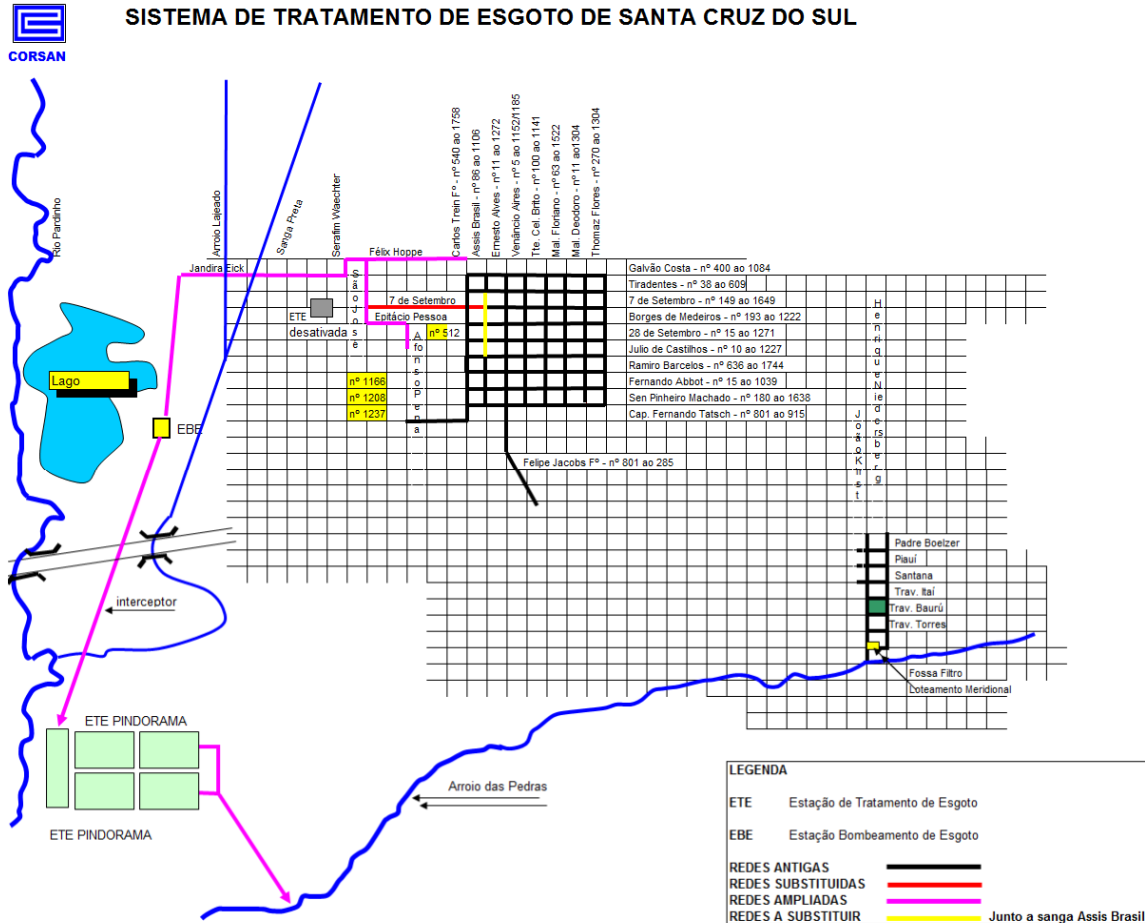 SISTEMA DE TRATAMENTO DE ESGOTO DE SANTA CRUZ DO SUL
CORSAN
Rio Pardinho
Arroio Lajeado
Sanga Preta
Serafim Waechter
Carlos Trein Fº - nº 540 ao 1758
Assis Brasil - nº 86 ao 1106
Ernesto Alves - nº 11 ao 1272
Venâncio Aires - nº 5 ao 1152/1185
Tte. Cel. Brito - nº 100 ao 1141
Mal. Floriano - nº 63 ao 1522
Mal. Deodoro - nº 11 ao1304
Thomaz Flores - nº 270 ao 1304
Félix Hoppe
Jandira Eick
São José
7 de Setembro
Epitácio Pessoa
ETE
desativada
Afonso Pena
nº 512
nº 1166
nº 1208
nº 1237
Galvão Costa - nº 400 ao 1084
Tiradentes - nº 38 ao 609
7 de Setembro - nº 149 ao 1649
Borges de Medeiros - nº 193 ao 1222
28 de Setembro - nº 15 ao 1271
Julio de Castilhos - nº 10 ao 1227
Ramiro Barcelos - nº 636 ao 1744
Fernando Abbot - nº 15 ao 1039
Sen Pinheiro Machado - nº 180 ao 1638
Cap. Fernando Tatsch - nº 801 ao 915
Henrique Niedersberg
João Kist
Lago
EBE
Felipe Jacobs Fº - nº 801 ao 285
Padre Boelzer
Piauí
Santana
Trav. Itaí
Trav. Baurú
Trav. Torres
Fossa Filtro
Loteamento Meridional
interceptor
ETE PINDORAMA
ETE PINDORAMA
Arroio das Pedras
LEGENDA
ETE Estação de Tratamento de Esgoto
EBE Estação Bombeamento de Esgoto
REDES ANTIGAS
REDES SUBSTITUIDAS
REDES AMPLIADAS
REDES A SUBSTITUIR Junto a sanga Assis Brasil